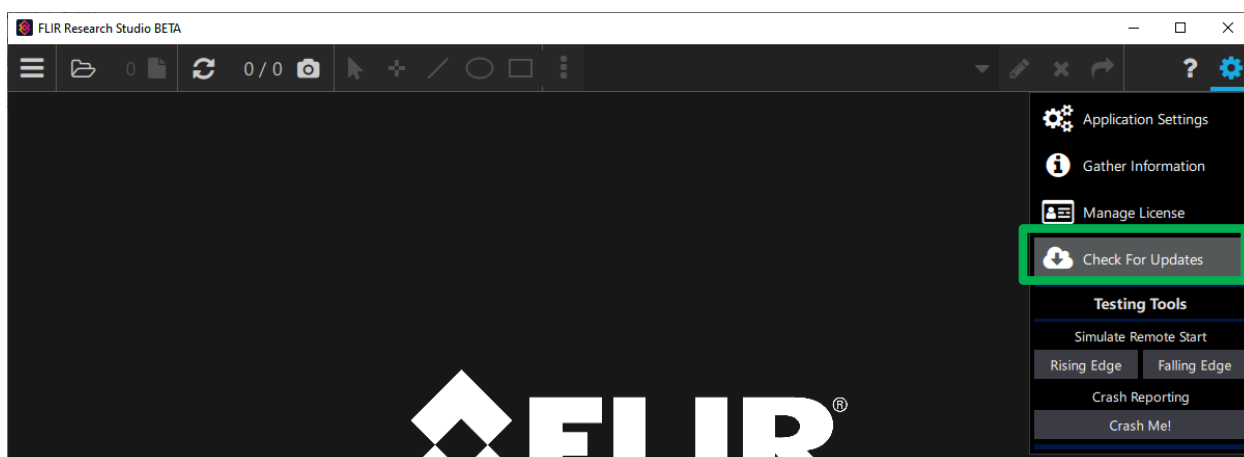 FLIR Research Studio BETA
0 0 / 0 ?
Application Settings
Gather Information
Manage License
Check For Updates
Testing Tools
Simulate Remote Start
Rising Edge Falling Edge
Crash Reporting
Crash Me!
FLIR®